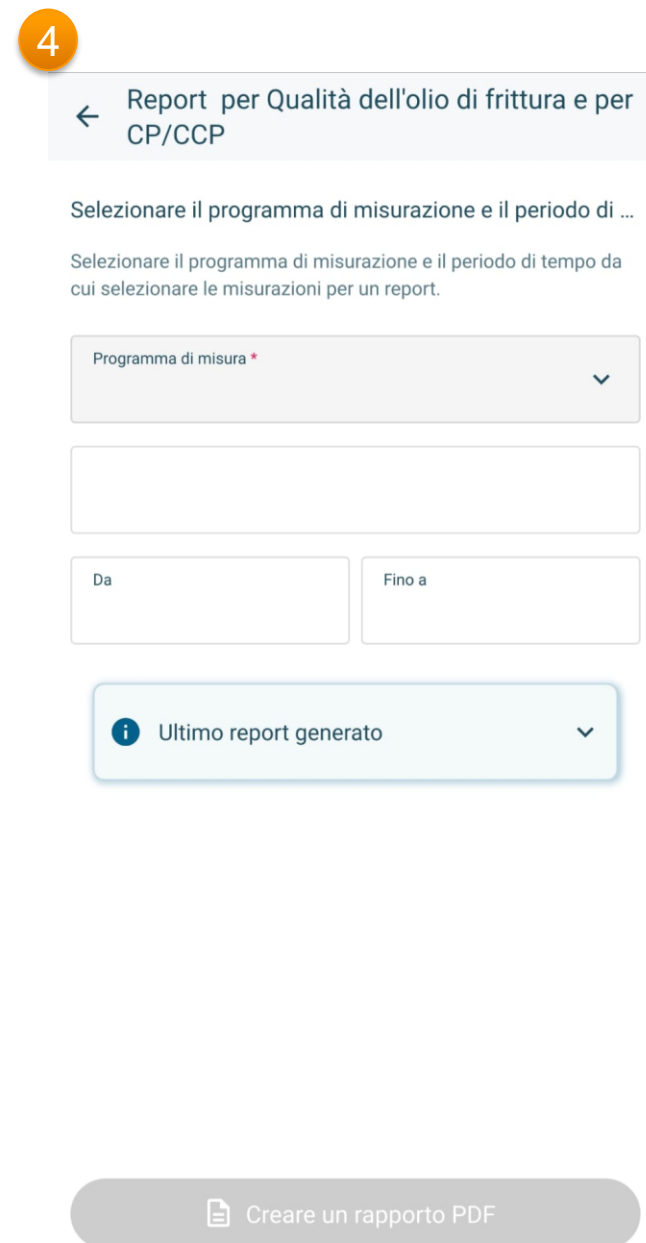 4
Report per Qualità dell'olio di frittura e per
CP/CCP
Selezionare il programma di misurazione e il periodo di ...
Selezionare il programma di misurazione e il periodo di tempo da
cui selezionare le misurazioni per un report.
Programma di misura *
Da
Fino a
Ultimo report generato
Creare un rapporto PDF